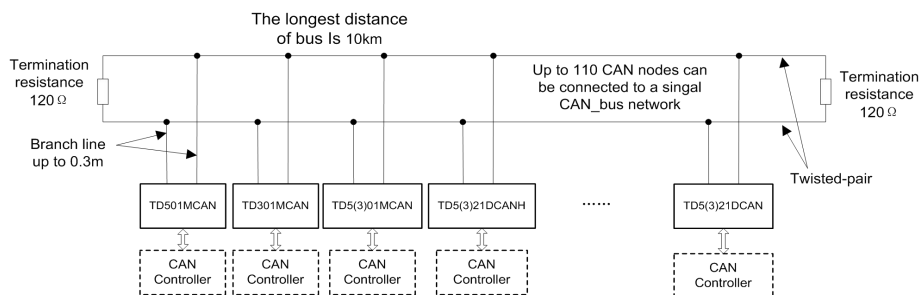 The longest distance
of bus Is 10km
Termination
resistance
120 Ω
Up to 110 CAN nodes can
be connected to a singal
CAN_bus network
Termination
resistance
120 Ω
Branch line
up to 0.3m
Twisted-pair
TD501MCAN
TD301MCAN
TD5(3)01MCAN
TD5(3)21DCANH
......
TD5(3)21DCAN
CAN
Controller
CAN
Controller
CAN
Controller
CAN
Controller
CAN
Controller